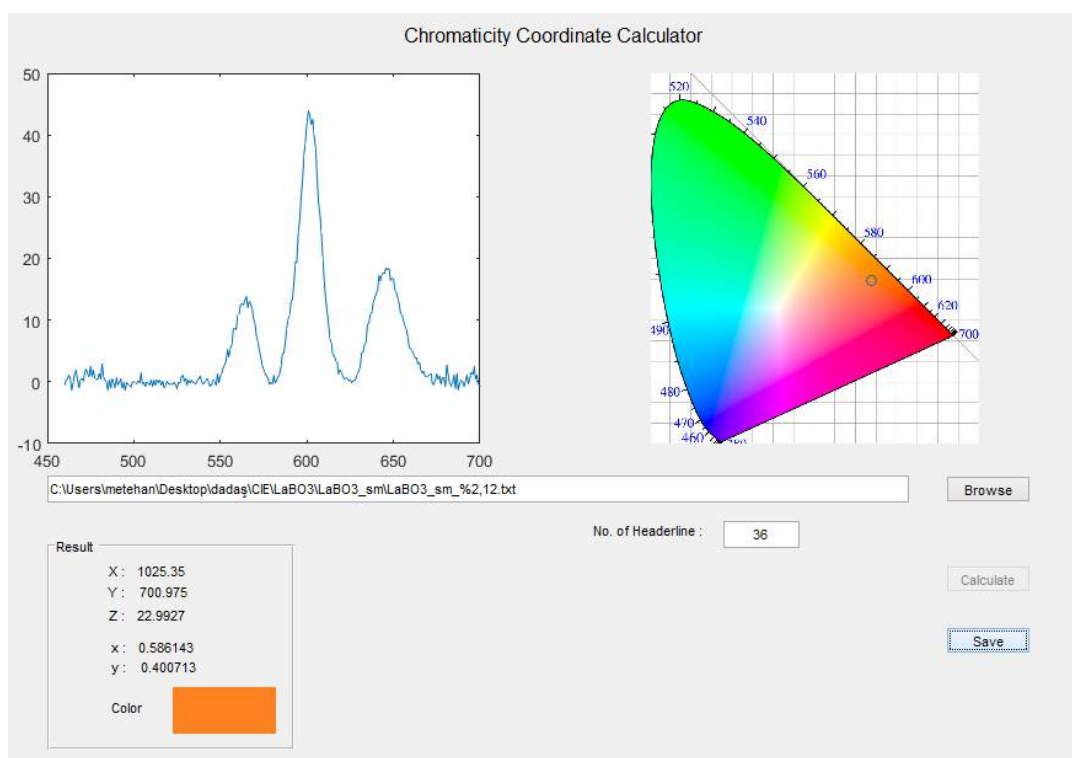 Chromaticity Coordinate Calculator
50
40
30
20
10
0
-10
450 500 550 600 650 700
520
540
560
580
600
620
700
490
480
470
460
C:\Users\metehan\Desktop\dadaş\CIE\LaBO3\LaBO3_sm\LaBO3_sm_%2,12.txt
Browse
No. of Headerline :
36
Result
X : 1025.35
Y : 700.975
Z : 22.9927
x : 0.586143
y : 0.400713
Color
Calculate
Save